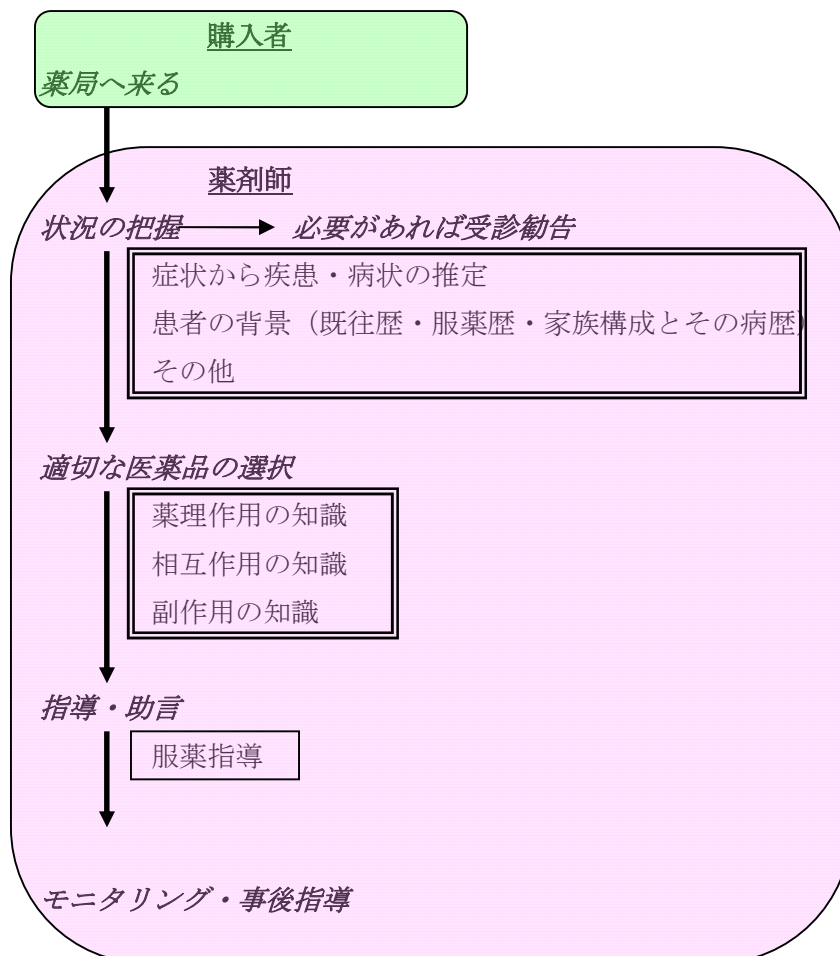 購入者
薬局へ来る
薬剤師
状況の把握 必要があれば受診勧告
症状から疾患・病状の推定
患者の背景（既往歴・服薬歴・家族構成とその病歴）
その他
適切な医薬品の選択
薬理作用の知識
相互作用の知識
副作用の知識
指導・助言
服薬指導
モニタリング・事後指導